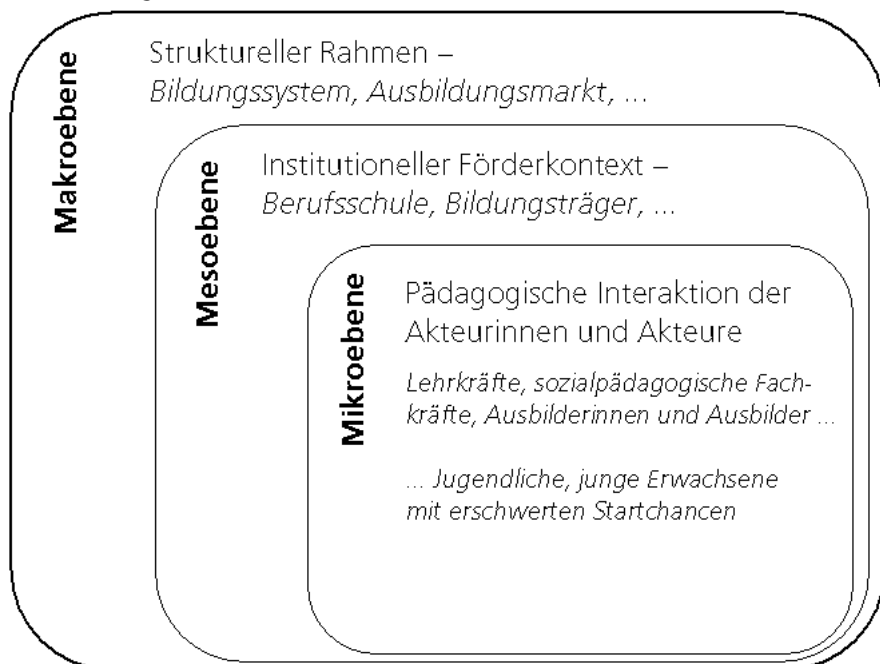 Makroebene
Struktureller Rahmen –
Bildungssystem, Ausbildungsmarkt, ...
Mesoebene
Institutioneller Förderkontext –
Berufsschule, Bildungsträger, ...
Mikroebene
Pädagogische Interaktion der
Akteurinnen und Akteure
Lehrkräfte, sozialpädagogische Fach-
kräfte, Ausbilderinnen und Ausbilder ...
... Jugendliche, junge Erwachsene
mit erschwerten Startchancen